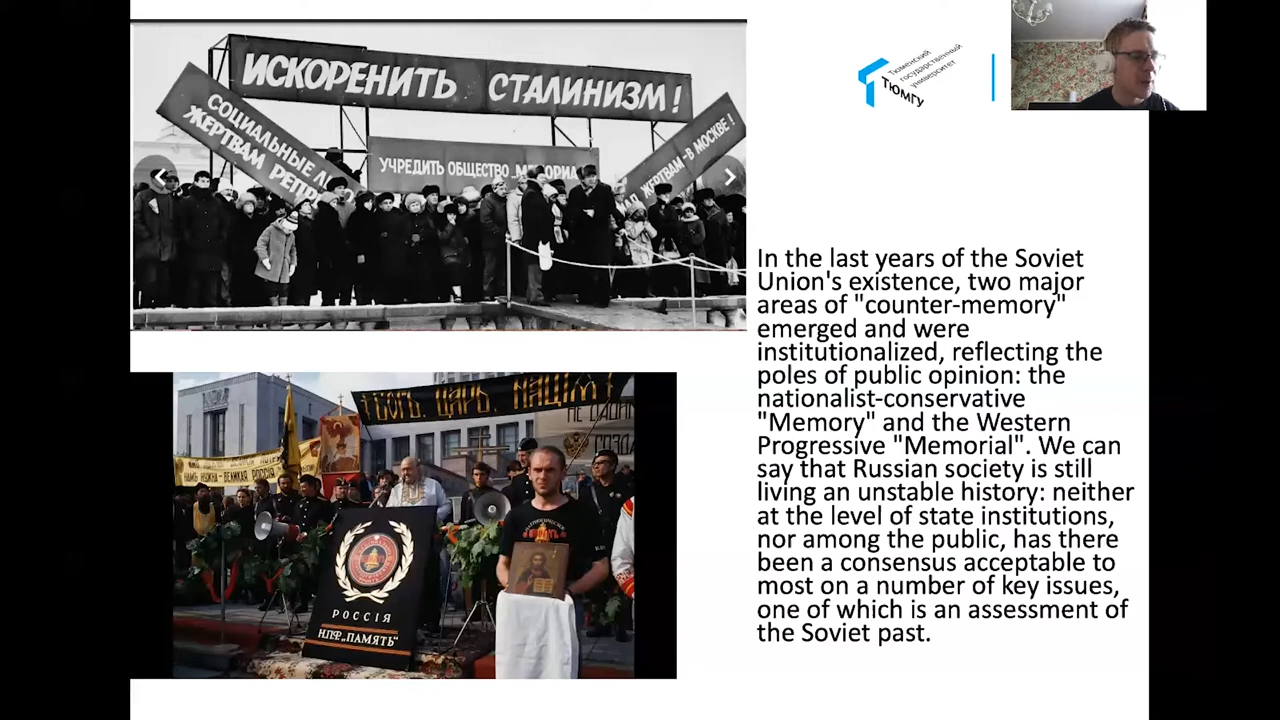 ИСКОРЕНИТЬ СТАЛИНИЗМ!
СОЦИАЛЬНЫЕ
ЖЕРТВАМ
УЧРЕДИТЬ ОБЩЕСТВО
ЖЕРТВАМ-В МОСКВЕ!
Тюменский
государственный
университет
ТЮМГУ
In the last years of the Soviet
Union's existence, two major
areas of "counter-memory"
emerged and were
institutionalized, reflecting the
poles of public opinion: the
nationalist-conservative
"Memory" and the Western
Progressive "Memorial". We can
say that Russian society is still
living an unstable history: neither
at the level of state institutions,
nor among the public, has there
been a consensus acceptable to
most on a number of key issues,
one of which is an assessment of
the Soviet past.
БОГЪ. ЦАРЬ. НАЦІЯ!
НАМЪ НУЖНА-ВЕЛИКАЯ РОССІЯ
РОССІЯ
Н.П.Ф. „ПАМЯТЬ"